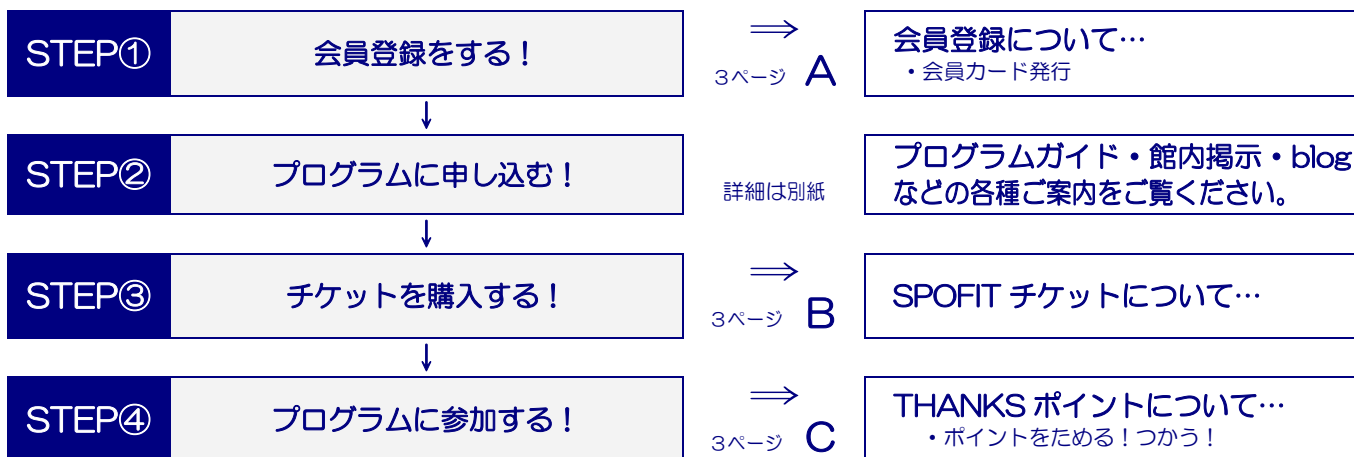 STEP① 会員登録をする！ ⇒ 会員登録について…
3ページ A ・会員カード発行
↓
STEP② プログラムに申し込む！ プログラムガイド・館内掲示・blog
詳細は別紙 などの各種ご案内をご覧ください。
↓
STEP③ チケットを購入する！ ⇒ SPOFIT チケットについて…
3ページ B
↓
STEP④ プログラムに参加する！ ⇒ THANKS ポイントについて…
3ページ C ・ポイントをためる！つかう！